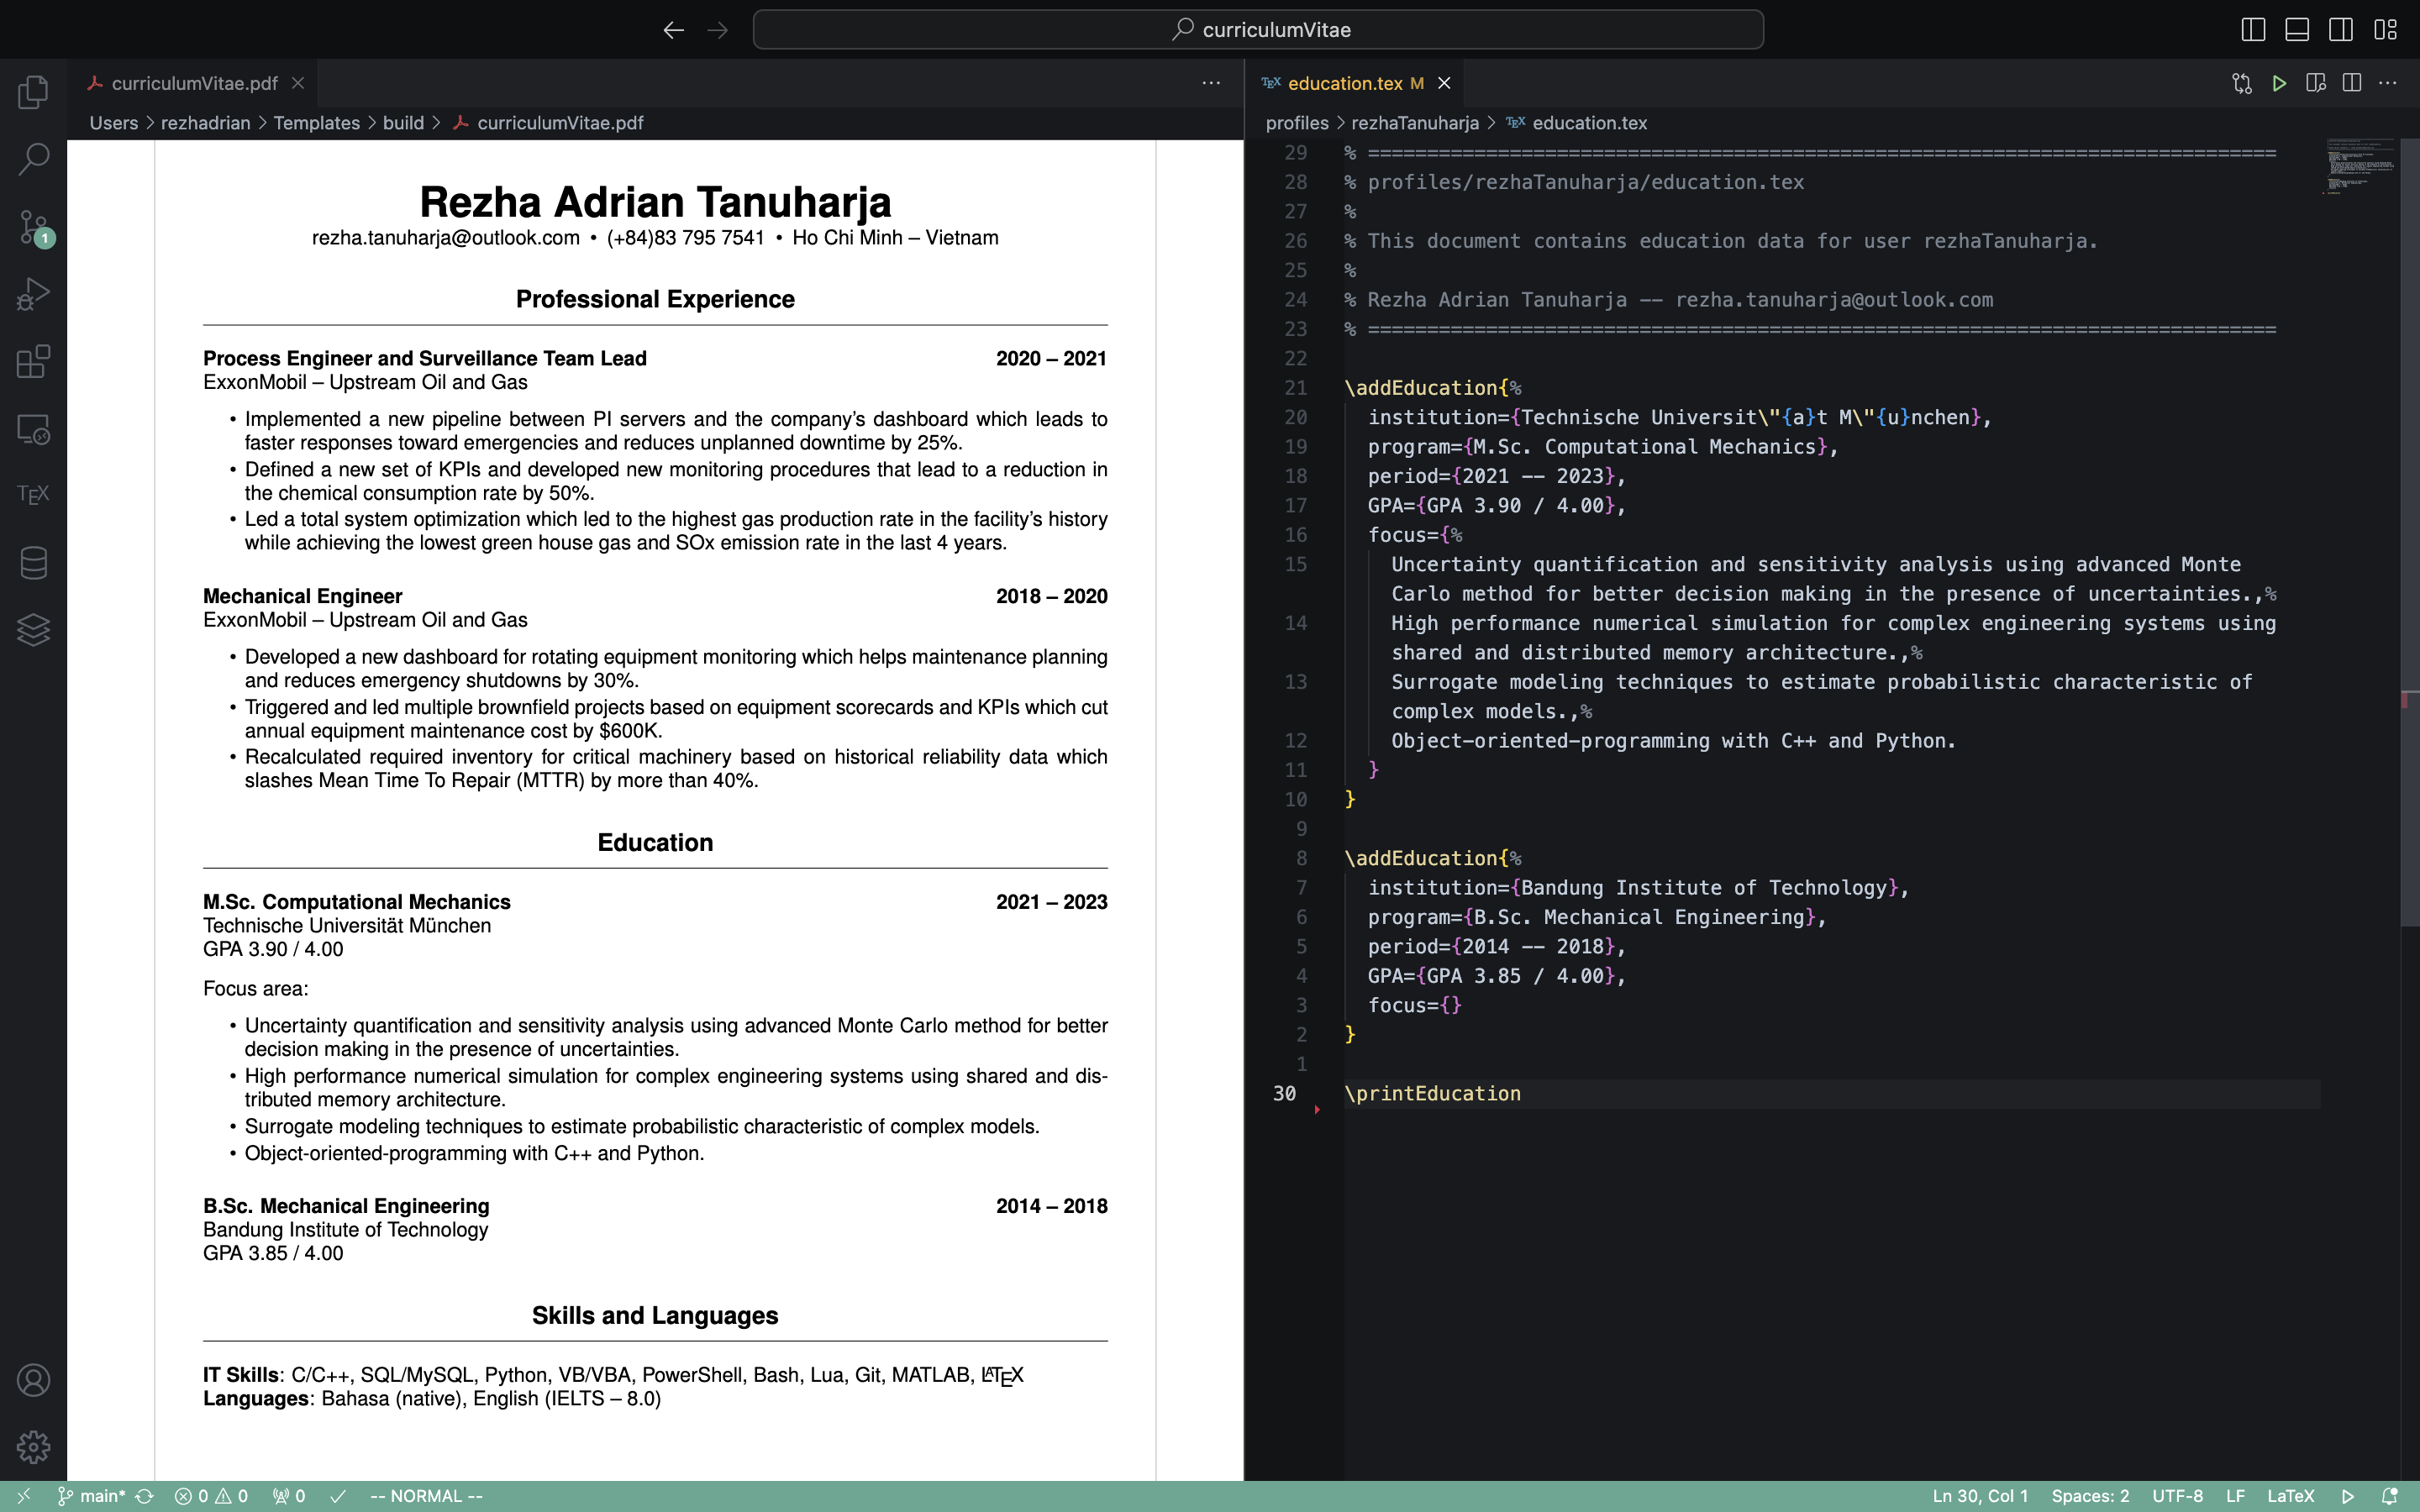 curriculumVitae
curriculumVitae.pdf
Users > rezhadrian > Templates > build > curriculumVitae.pdf
Rezha Adrian Tanuharja
rezha.tanuharja@outlook.com • (+84)83 795 7541 • Ho Chi Minh – Vietnam
Professional Experience
Process Engineer and Surveillance Team Lead 2020 – 2021
ExxonMobil – Upstream Oil and Gas
• Implemented a new pipeline between PI servers and the company’s dashboard which leads to
faster responses toward emergencies and reduces unplanned downtime by 25%.
• Defined a new set of KPIs and developed new monitoring procedures that lead to a reduction in
the chemical consumption rate by 50%.
• Led a total system optimization which led to the highest gas production rate in the facility’s history
while achieving the lowest green house gas and SOx emission rate in the last 4 years.
Mechanical Engineer 2018 – 2020
ExxonMobil – Upstream Oil and Gas
• Developed a new dashboard for rotating equipment monitoring which helps maintenance planning
and reduces emergency shutdowns by 30%.
• Triggered and led multiple brownfield projects based on equipment scorecards and KPIs which cut
annual equipment maintenance cost by $600K.
• Recalculated required inventory for critical machinery based on historical reliability data which
slashes Mean Time To Repair (MTTR) by more than 40%.
Education
M.Sc. Computational Mechanics 2021 – 2023
Technische Universität München
GPA 3.90 / 4.00
Focus area:
• Uncertainty quantification and sensitivity analysis using advanced Monte Carlo method for better
decision making in the presence of uncertainties.
• High performance numerical simulation for complex engineering systems using shared and dis-
tributed memory architecture.
• Surrogate modeling techniques to estimate probabilistic characteristic of complex models.
• Object-oriented-programming with C++ and Python.
B.Sc. Mechanical Engineering 2014 – 2018
Bandung Institute of Technology
GPA 3.85 / 4.00
Skills and Languages
IT Skills: C/C++, SQL/MySQL, Python, VB/VBA, PowerShell, Bash, Lua, Git, MATLAB, LATEX
Languages: Bahasa (native), English (IELTS – 8.0)
TEX education.tex M
profiles > rezhaTanuharja > TEX education.tex
29 % =============================================================================
28 % profiles/rezhaTanuharja/education.tex
27 %
26 % This document contains education data for user rezhaTanuharja.
25 %
24 % Rezha Adrian Tanuharja -- rezha.tanuharja@outlook.com
23 % =============================================================================
22
21 \addEducation{%
20 institution={Technische Universit\"{a}t M\"{u}nchen},
19 program={M.Sc. Computational Mechanics},
18 period={2021 -- 2023},
17 GPA={GPA 3.90 / 4.00},
16 focus={%
15 Uncertainty quantification and sensitivity analysis using advanced Monte
Carlo method for better decision making in the presence of uncertainties.,%
14 High performance numerical simulation for complex engineering systems using
shared and distributed memory architecture.,%
13 Surrogate modeling techniques to estimate probabilistic characteristic of
complex models.,%
12 Object-oriented-programming with C++ and Python.
11 }
10 }
9
8 \addEducation{%
7 institution={Bandung Institute of Technology},
6 program={B.Sc. Mechanical Engineering},
5 period={2014 -- 2018},
4 GPA={GPA 3.85 / 4.00},
3 focus={}
2 }
1
30 \printEducation
1
TEX
main* 0 0 0 -- NORMAL -- Ln 30, Col 1 Spaces: 2 UTF-8 LF LaTeX